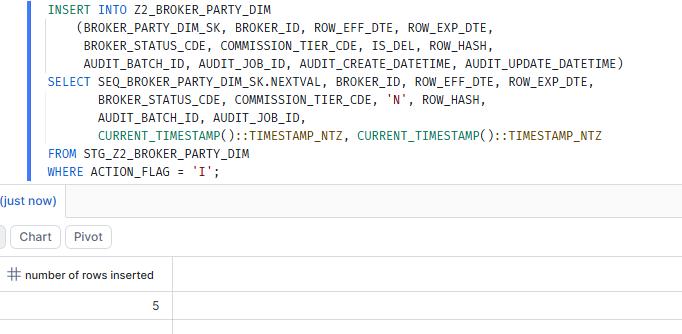 INSERT INTO Z2_BROKER_PARTY_DIM
(BROKER_PARTY_DIM_SK, BROKER_ID, ROW_EFF_DTE, ROW_EXP_DTE,
BROKER_STATUS_CDE, COMMISSION_TIER_CDE, IS_DEL, ROW_HASH,
AUDIT_BATCH_ID, AUDIT_JOB_ID, AUDIT_CREATE_DATETIME, AUDIT_UPDATE_DATETIME)
SELECT SEQ_BROKER_PARTY_DIM_SK.NEXTVAL, BROKER_ID, ROW_EFF_DTE, ROW_EXP_DTE,
BROKER_STATUS_CDE, COMMISSION_TIER_CDE, 'N', ROW_HASH,
AUDIT_BATCH_ID, AUDIT_JOB_ID,
CURRENT_TIMESTAMP()::TIMESTAMP_NTZ, CURRENT_TIMESTAMP()::TIMESTAMP_NTZ
FROM STG_Z2_BROKER_PARTY_DIM
WHERE ACTION_FLAG = 'I';
(just now)
Chart Pivot
# number of rows inserted
5